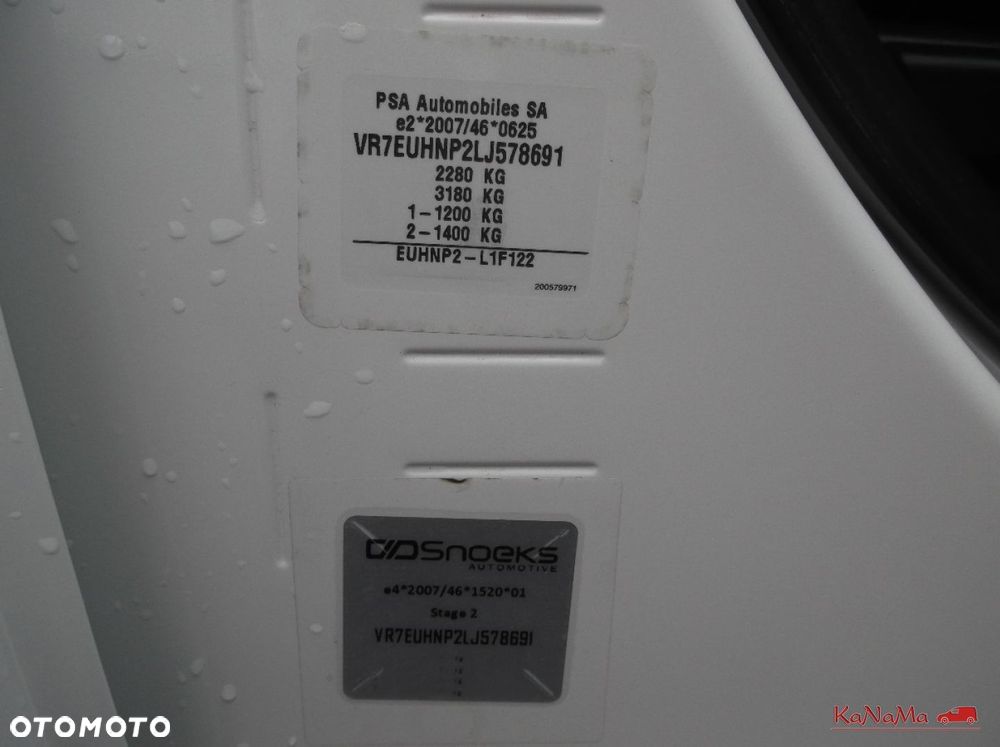 PSA Automobiles SA
e2*2007/46*0625
VR7EUHNP2LJ578691
2280 KG
3180 KG
1-1200 KG
2-1400 KG
EUHNP2-L1F122
200579971
Snoeks
AUTOMOTIVE
e4*2007/46*1520*01
Stage 2
VR7EUHNP2LJ578691
OTOMOTO
KaNaMa